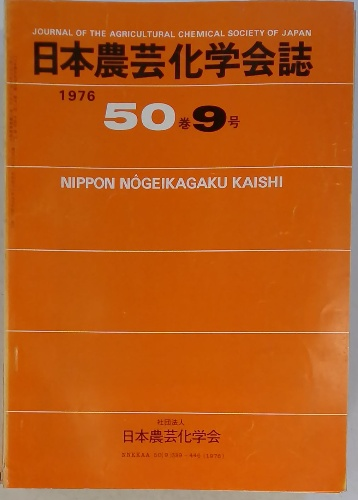 JOURNAL OF THE AGRICULTURAL CHEMICAL SOCIETY OF JAPAN
日本農芸化学会誌
1976
50巻9号
NIPPON NÔGEIKAGAKU KAISHI
社団法人
日本農芸化学会